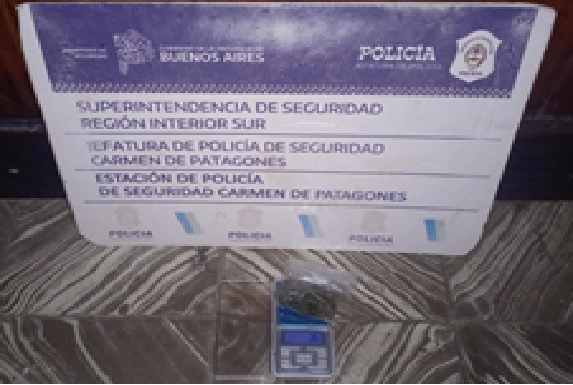 BUENOS AIRES
POLICÍA
SUPERINTENDENCIA DE SEGURIDAD
REGIÓN INTERIOR SUR
JEFATURA DE POLICÍA DE SEGURIDAD
CARMEN DE PATAGONES
ESTACIÓN DE POLICÍA
DE SEGURIDAD CARMEN DE PATAGONES
POLICIA POLICIA POLICIA